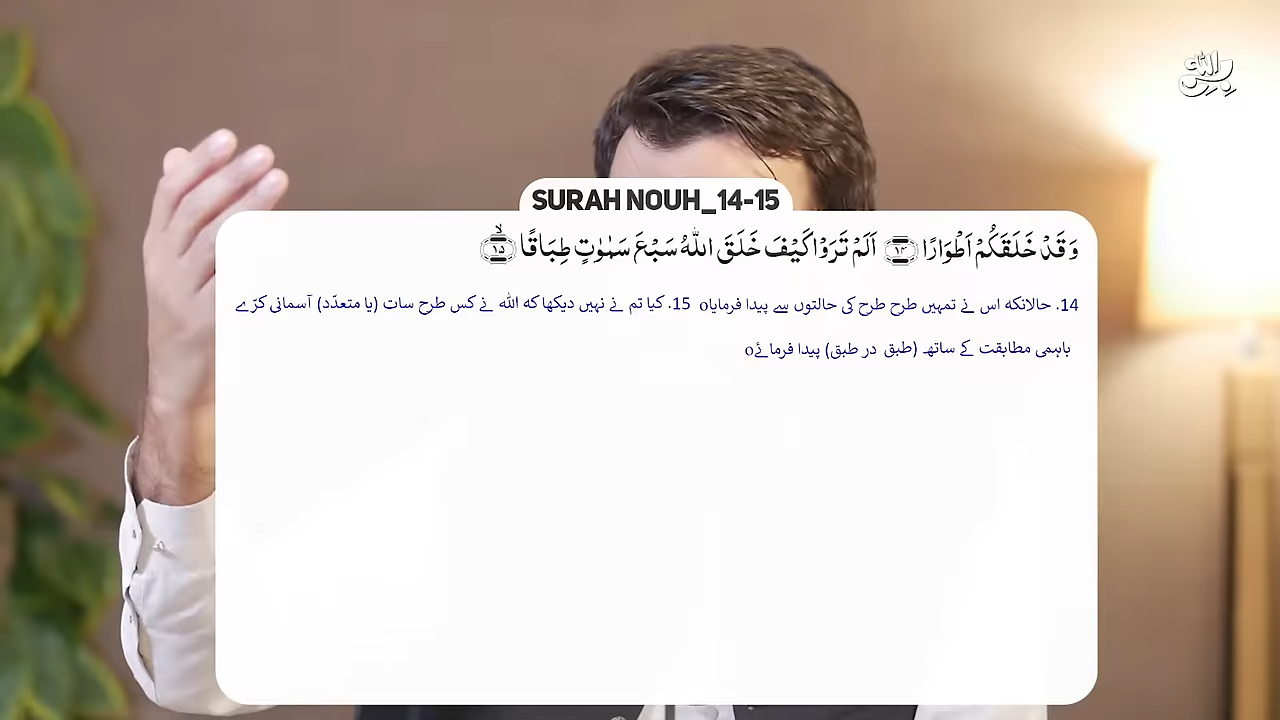 بسم الله
SURAH NOUH_14-15
وَقَدْ خَلَقَكُمْ اَطْوَارًا ﴿۱۴﴾ اَلَمْ تَرَوْا كَيْفَ خَلَقَ اللّٰهُ سَبْعَ سَمٰوٰتٍ طِبَاقًا ﴿ۙ۱۵﴾
14. حالانکہ اس نے تمہیں طرح طرح کی حالتوں سے پیدا فرمایاo 15. کیا تم نے نہیں دیکھا کہ اللہ نے کس طرح سات (یا متعدّد) آسمانی کرّے
باہمی مطابقت کے ساتھ (طبق در طبق) پیدا فرمائےo